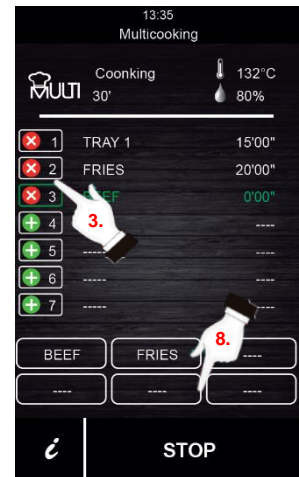 13:35
Multicooking
MULTI Coonking 132°C
30' 80%
1 TRAY 1 15'00"
2 FRIES 20'00"
3 BEEF 0'00"
3.
4 ----
5 ----- ----
6 ----- ----
7 ----- ----
8.
BEEF FRIES ----
---- ---- ----
i STOP